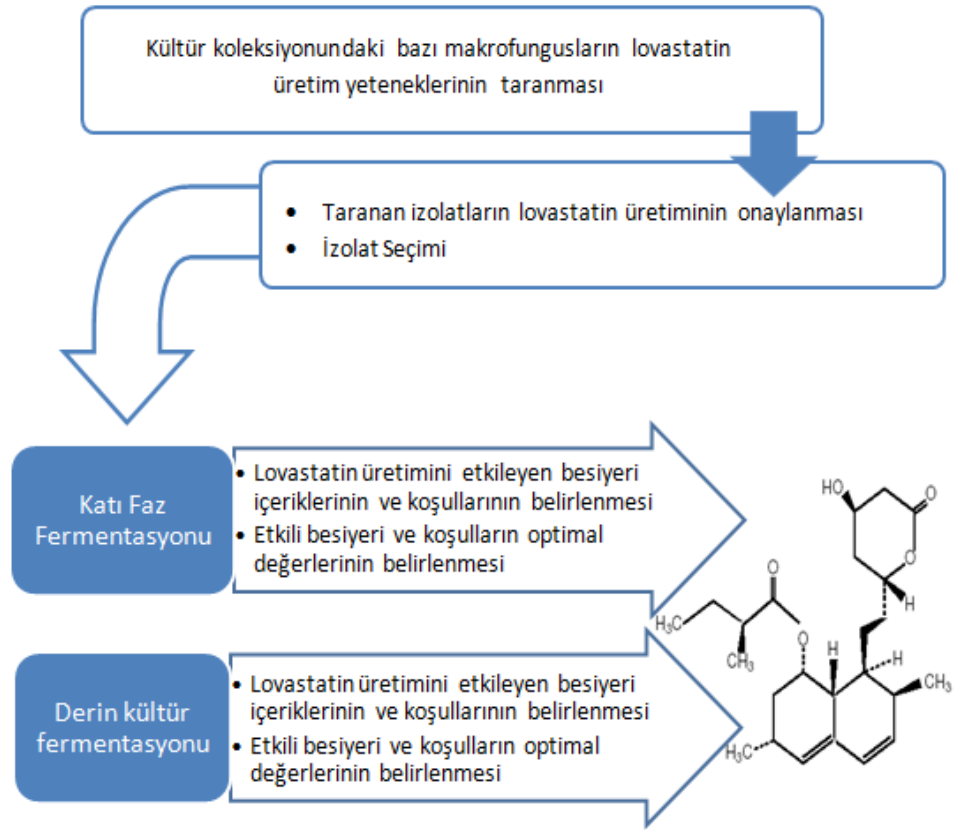 Kültür koleksiyonundaki bazı makrofungusların lovastatin
üretim yeteneklerinin taranması
• Taranan izolatların lovastatin üretiminin onaylanması
• İzolat Seçimi
Katı Faz
Fermentasyonu
• Lovastatin üretimini etkileyen besiyeri
içeriklerinin ve koşullarının belirlenmesi
• Etkili besiyeri ve koşulların optimal
değerlerinin belirlenmesi
Derin kültür
fermentasyonu
• Lovastatin üretimini etkileyen besiyeri
içeriklerinin ve koşullarının belirlenmesi
• Etkili besiyeri ve koşulların optimal
değerlerinin belirlenmesi
HO
O
O
H
O
H₃C
O
CH₃
H
H
CH₃
H₃C